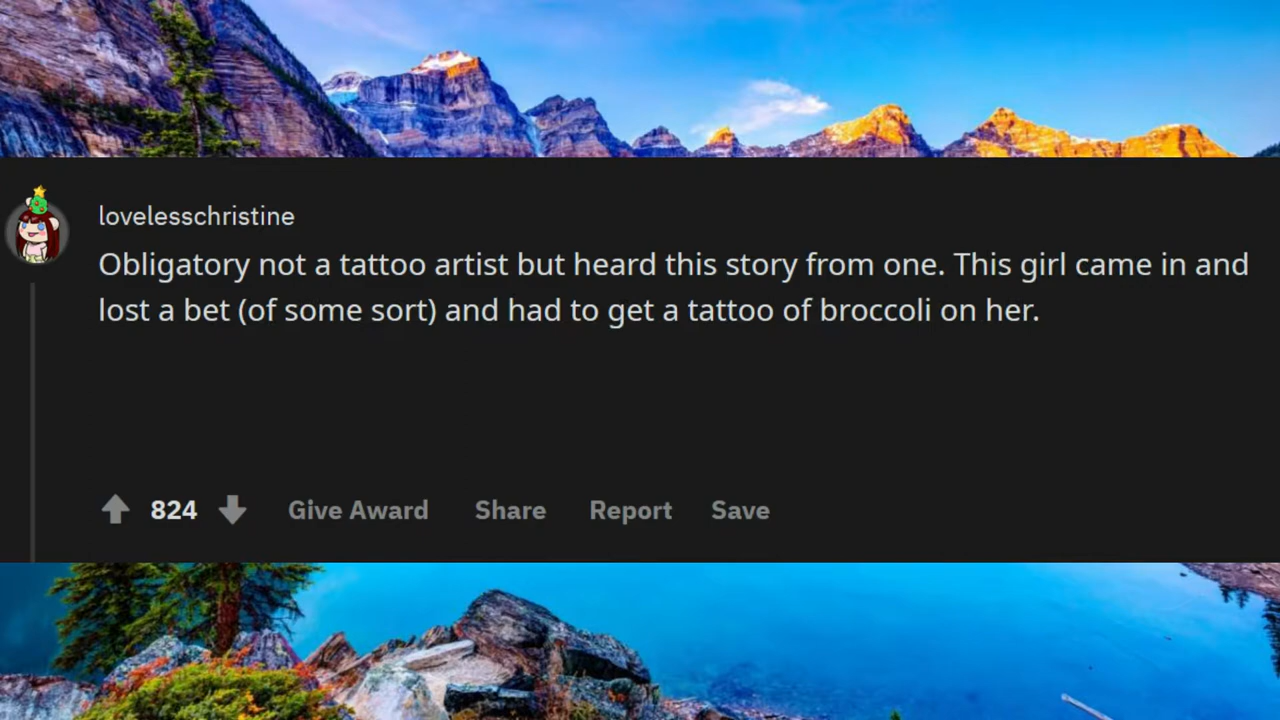 lovelesschristine
Obligatory not a tattoo artist but heard this story from one. This girl came in and
lost a bet (of some sort) and had to get a tattoo of broccoli on her.
824 Give Award Share Report Save